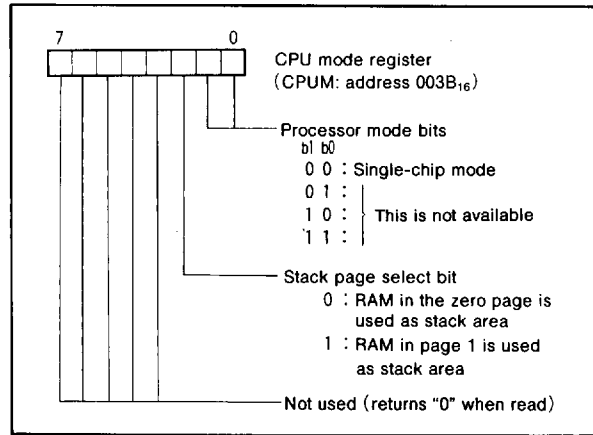 7 0
CPU mode register
(CPUM: address 003B₁₆)
Processor mode bits
b1 b0
0 0 : Single-chip mode
0 1 :
1 0 : This is not available
1 1 :
Stack page select bit
0 : RAM in the zero page is
used as stack area
1 : RAM in page 1 is used
as stack area
Not used (returns "0" when read)